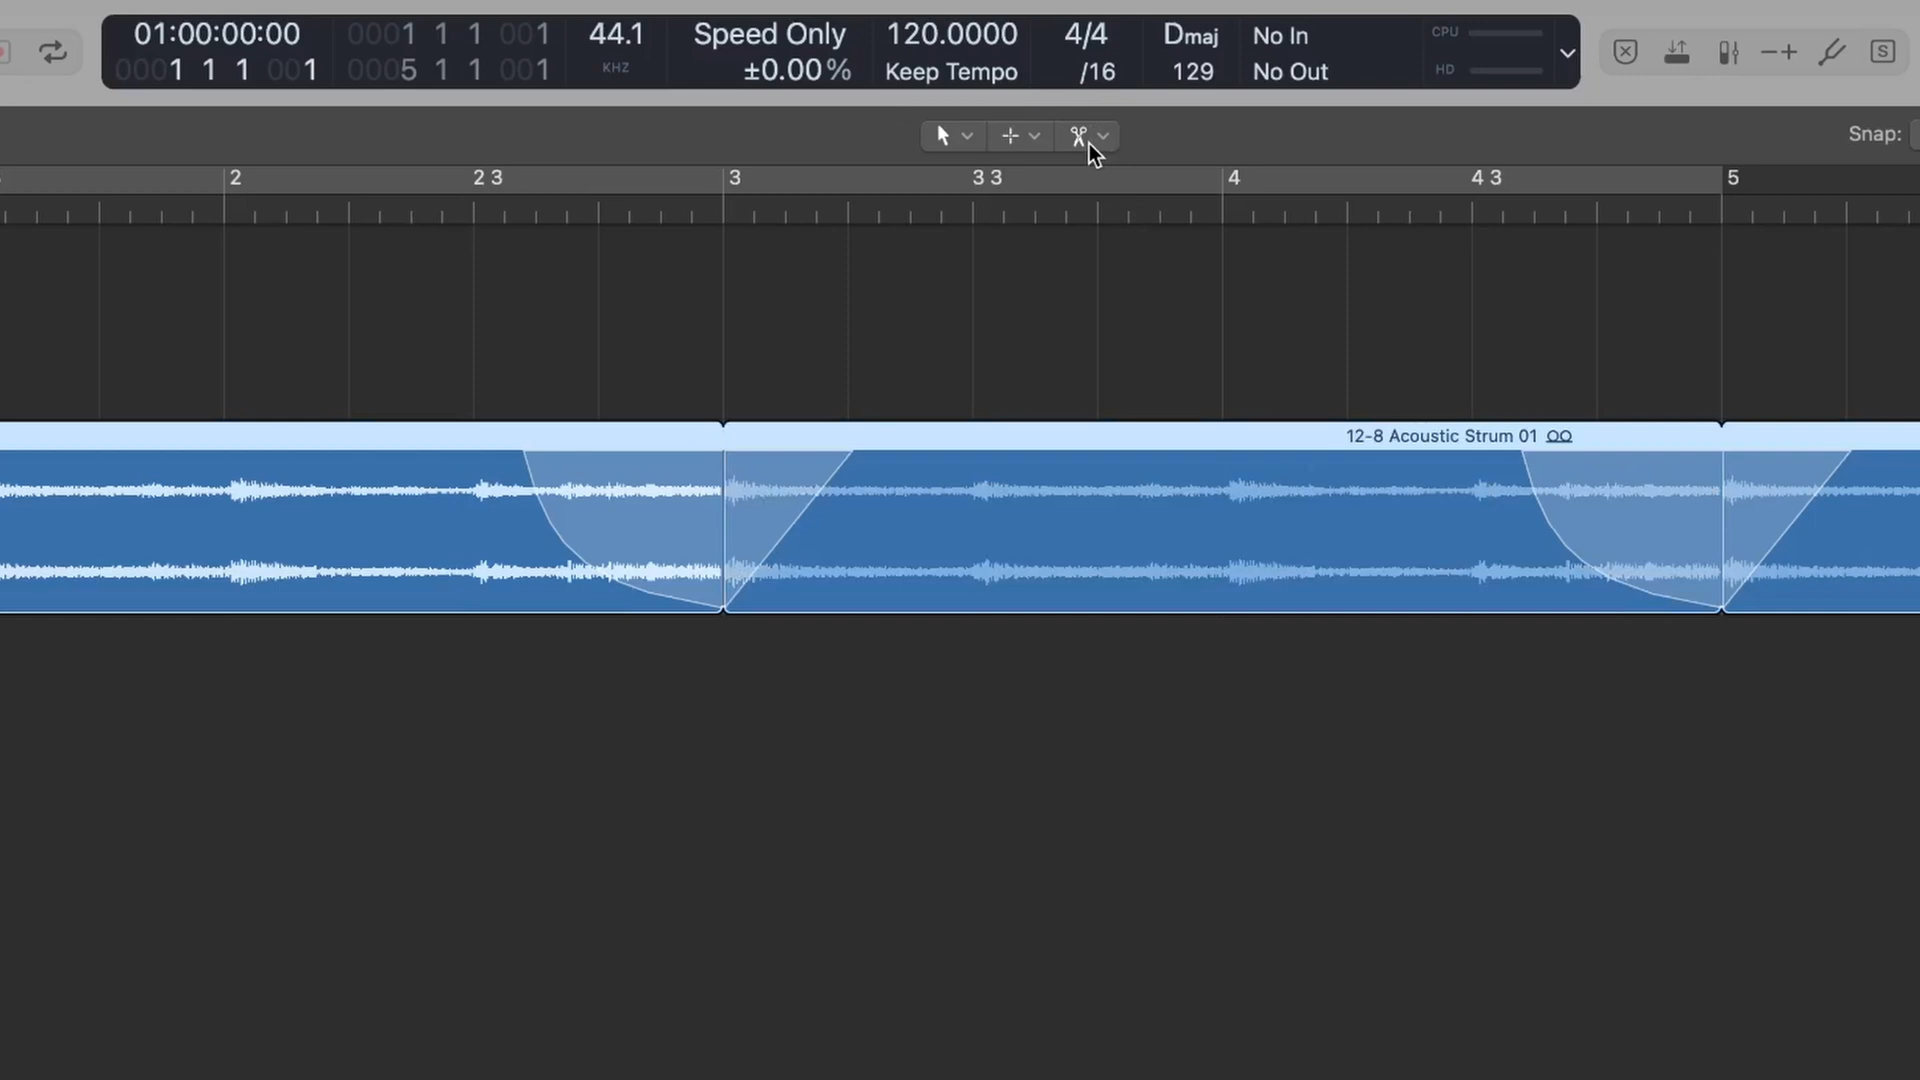 01:00:00:00
0001 1 1 001
0001 1 1 001
0005 1 1 001
44.1
KHZ
Speed Only
±0.00%
120.0000
Keep Tempo
4/4
/16
Dmaj
129
No In
No Out
CPU
HD
S
Snap:
2
2 3
3
3 3
4
4 3
5
12-8 Acoustic Strum 01